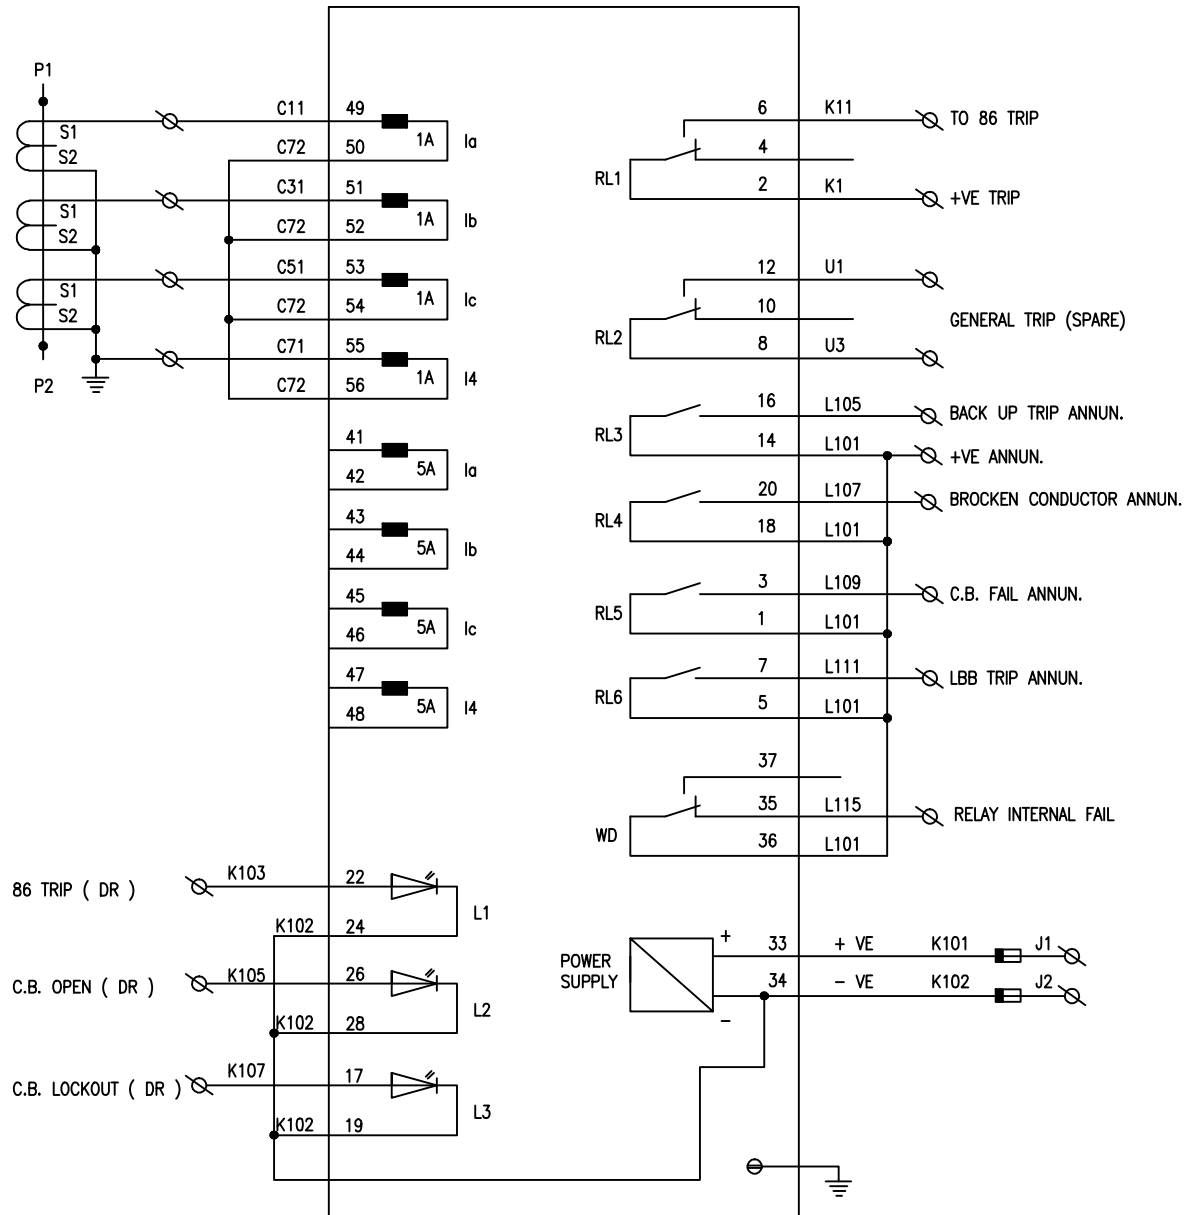 P1
S1
S2
S1
S2
S1
S2
P2
C11 49
1A Ia
C72 50
C31 51
1A Ib
C72 52
C51 53
1A Ic
C72 54
C71 55
1A I4
C72 56
41
5A Ia
42
43
5A Ib
44
45
5A Ic
46
47
5A I4
48
86 TRIP ( DR )
K103 22
L1
K102 24
C.B. OPEN ( DR )
K105 26
L2
K102 28
C.B. LOCKOUT ( DR )
K107 17
L3
K102 19
6 K11 TO 86 TRIP
4
RL1
2 K1 +VE TRIP
12 U1
10
GENERAL TRIP (SPARE)
RL2
8 U3
16 L105 BACK UP TRIP ANNUN.
RL3
14 L101 +VE ANNUN.
20 L107 BROCKEN CONDUCTOR ANNUN.
RL4
18 L101
3 L109 C.B. FAIL ANNUN.
RL5
1 L101
7 L111 LBB TRIP ANNUN.
RL6
5 L101
37
35 L115 RELAY INTERNAL FAIL
WD
36 L101
POWER
SUPPLY
+ 33 + VE K101 J1
34 – VE K102 J2
–